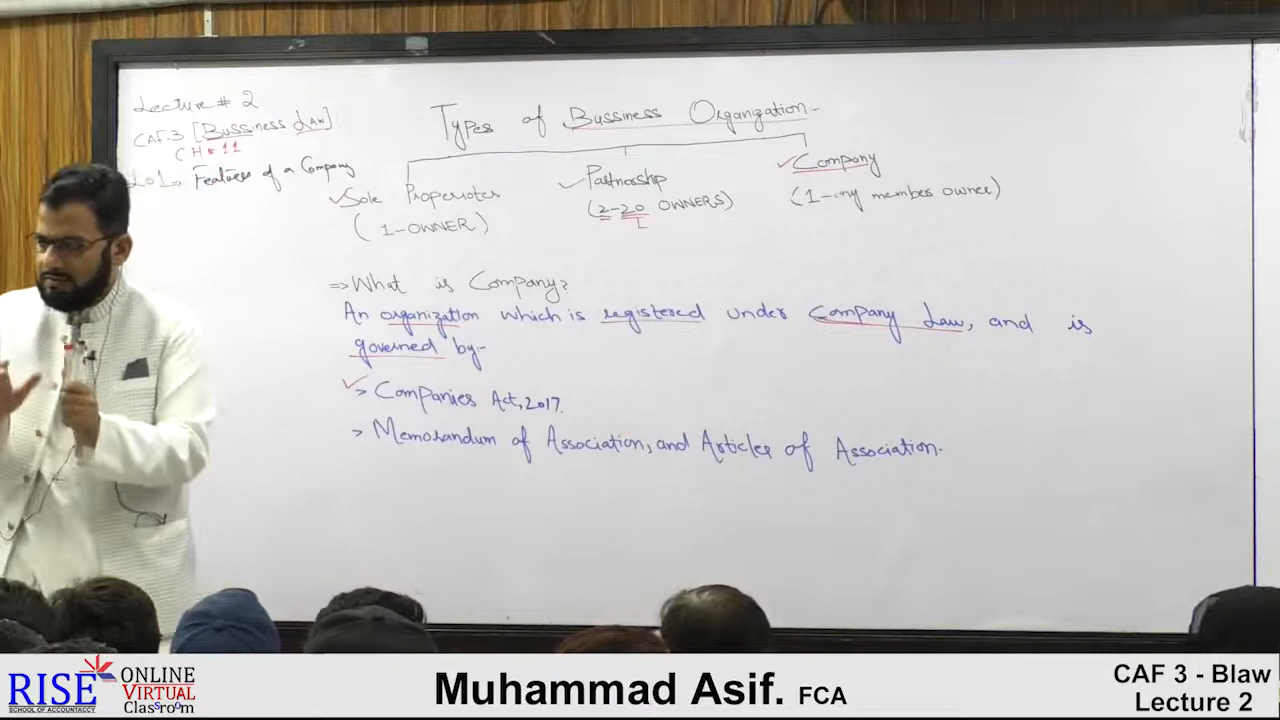 Lecture # 2
CAF-3 [Bussiness Law]
CH # 11
LO1. Features of a Company
Types of Bussiness Organization
Sole Properioter
(1-OWNER)
Partnership
(2-20 OWNERS)
Company
(1-any member owner)
⇒ What is Company?
An organization which is registered under Company Law, and is
governed by:-
> Companies Act, 2017.
> Memorandum of Association, and Articles of Association.
RISE
SCHOOL OF ACCOUNTACCY
ONLINE
VIRTUAL
Classroom
Muhammad Asif. FCA
CAF 3 - Blaw
Lecture 2